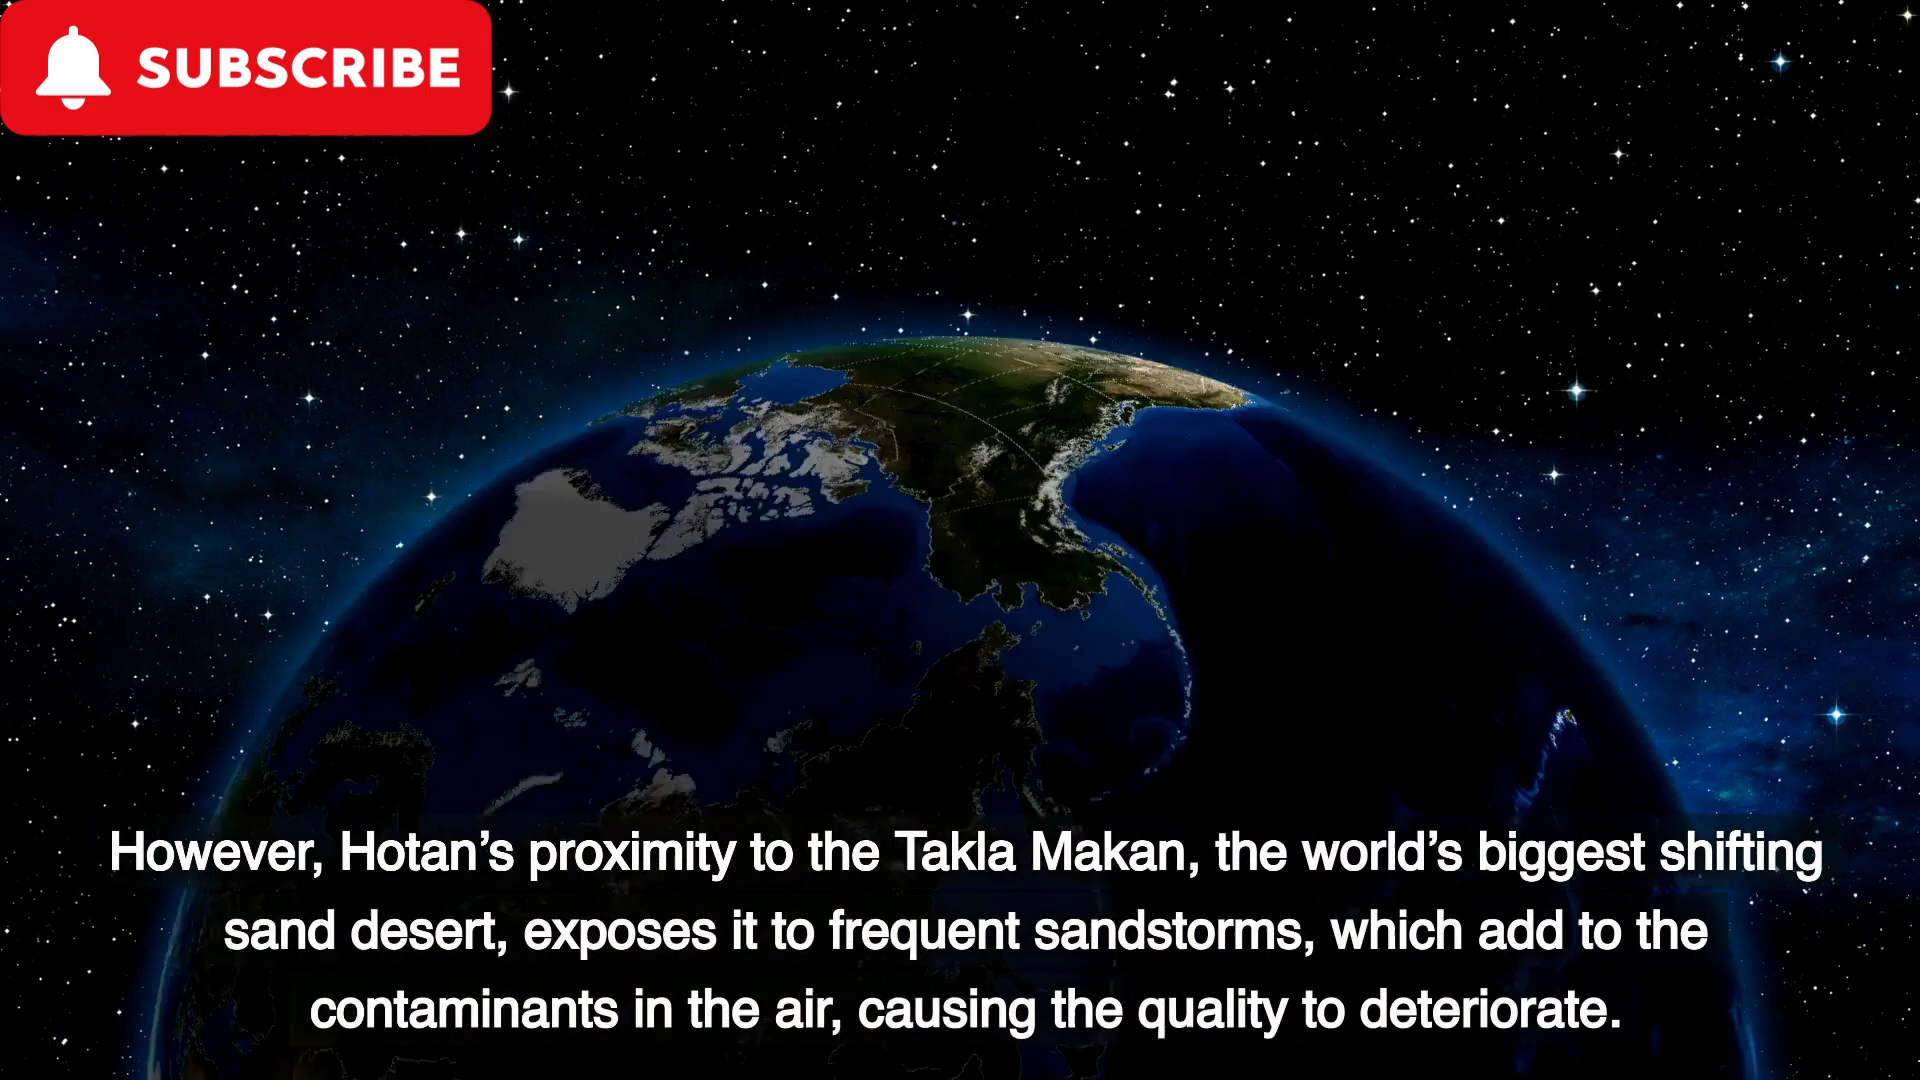 SUBSCRIBE
However, Hotan’s proximity to the Takla Makan, the world’s biggest shifting
sand desert, exposes it to frequent sandstorms, which add to the
contaminants in the air, causing the quality to deteriorate.